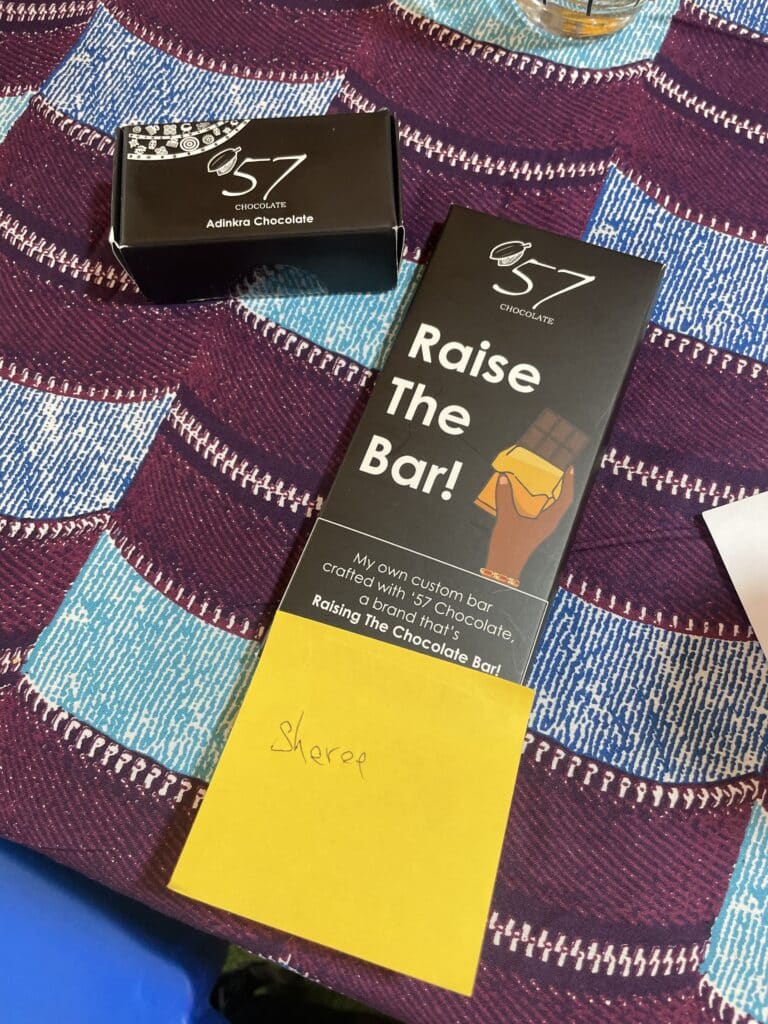 '57
CHOCOLATE
Adinkra Chocolate
'57
CHOCOLATE
Raise
The
Bar!
My own custom bar
crafted with '57 Chocolate,
a brand that's
Raising The Chocolate Bar!
Sheree